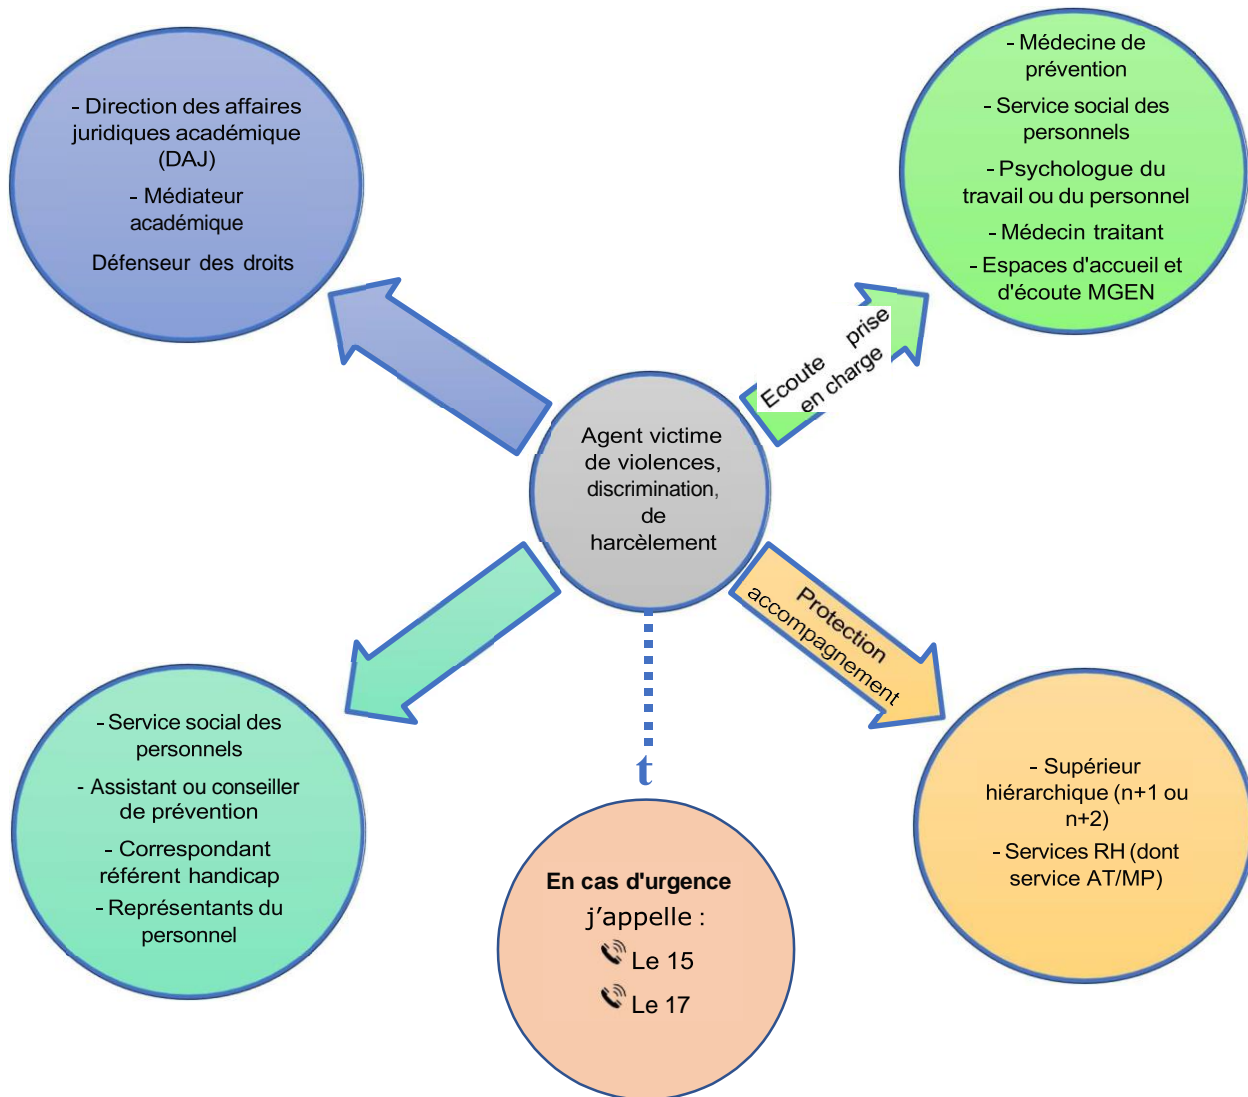 - Direction des affaires
juridiques académique
(DAJ)
- Médiateur
académique
Défenseur des droits
- Médecine de
prévention
- Service social des
personnels
- Psychologue du
travail ou du personnel
- Médecin traitant
- Espaces d'accueil et
d'écoute MGEN
Ecoute prise
en charge
Agent victime
de violences,
discrimination,
de
harcèlement
Protection
accompagnement
- Service social des
personnels
- Assistant ou conseiller
de prévention
- Correspondant
référent handicap
- Représentants du
personnel
t
En cas d'urgence
j’appelle :
Le 15
Le 17
- Supérieur
hiérarchique (n+1 ou
n+2)
- Services RH (dont
service AT/MP)